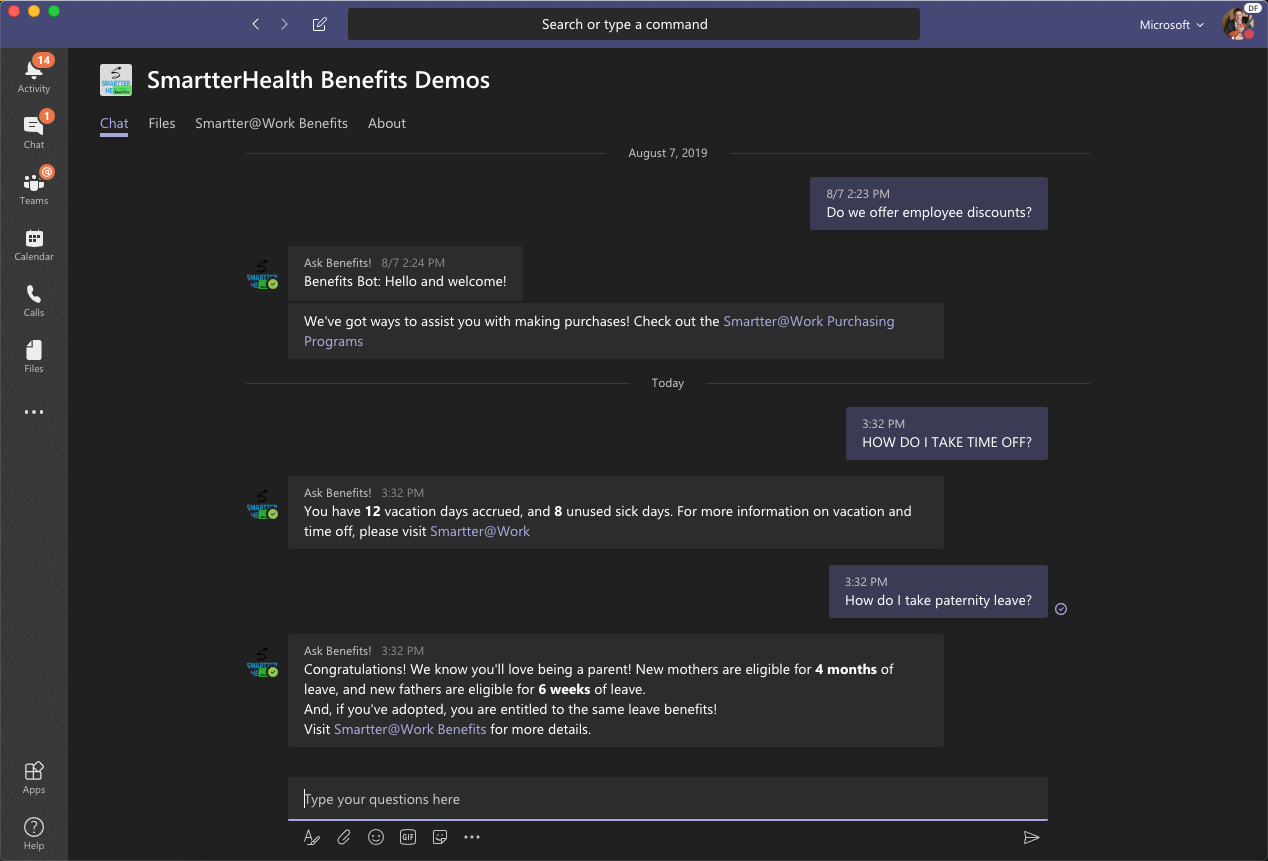 DF
Search or type a command
Microsoft
14
Activity
SMARTTER
SmartterHealth Benefits Demos
1
Chat
Chat Files Smartter@Work Benefits About
@
Teams
August 7, 2019
8/7 2:23 PM
Do we offer employee discounts?
Calendar
Ask Benefits! 8/7 2:24 PM
Benefits Bot: Hello and welcome!
Calls
We've got ways to assist you with making purchases! Check out the Smartter@Work Purchasing
Programs
Files
Today
3:32 PM
HOW DO I TAKE TIME OFF?
Ask Benefits! 3:32 PM
You have 12 vacation days accrued, and 8 unused sick days. For more information on vacation and
time off, please visit Smartter@Work
3:32 PM
How do I take paternity leave?
Ask Benefits! 3:32 PM
Congratulations! We know you'll love being a parent! New mothers are eligible for 4 months of
leave, and new fathers are eligible for 6 weeks of leave.
And, if you've adopted, you are entitled to the same leave benefits!
Visit Smartter@Work Benefits for more details.
Apps
Type your questions here
GIF
Help